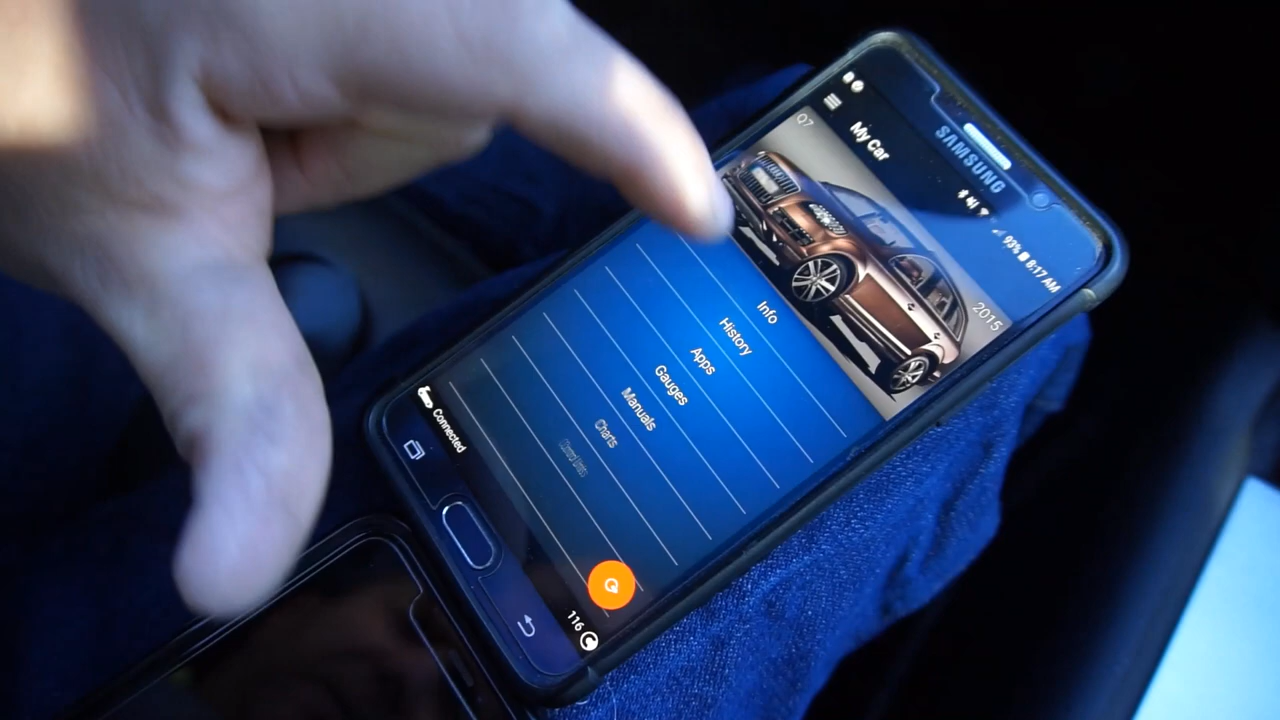 SAMSUNG
93% 8:17 AM
My Car
Q7
2015
Info
History
Apps
Gauges
Manuals
Charts
Connected
116